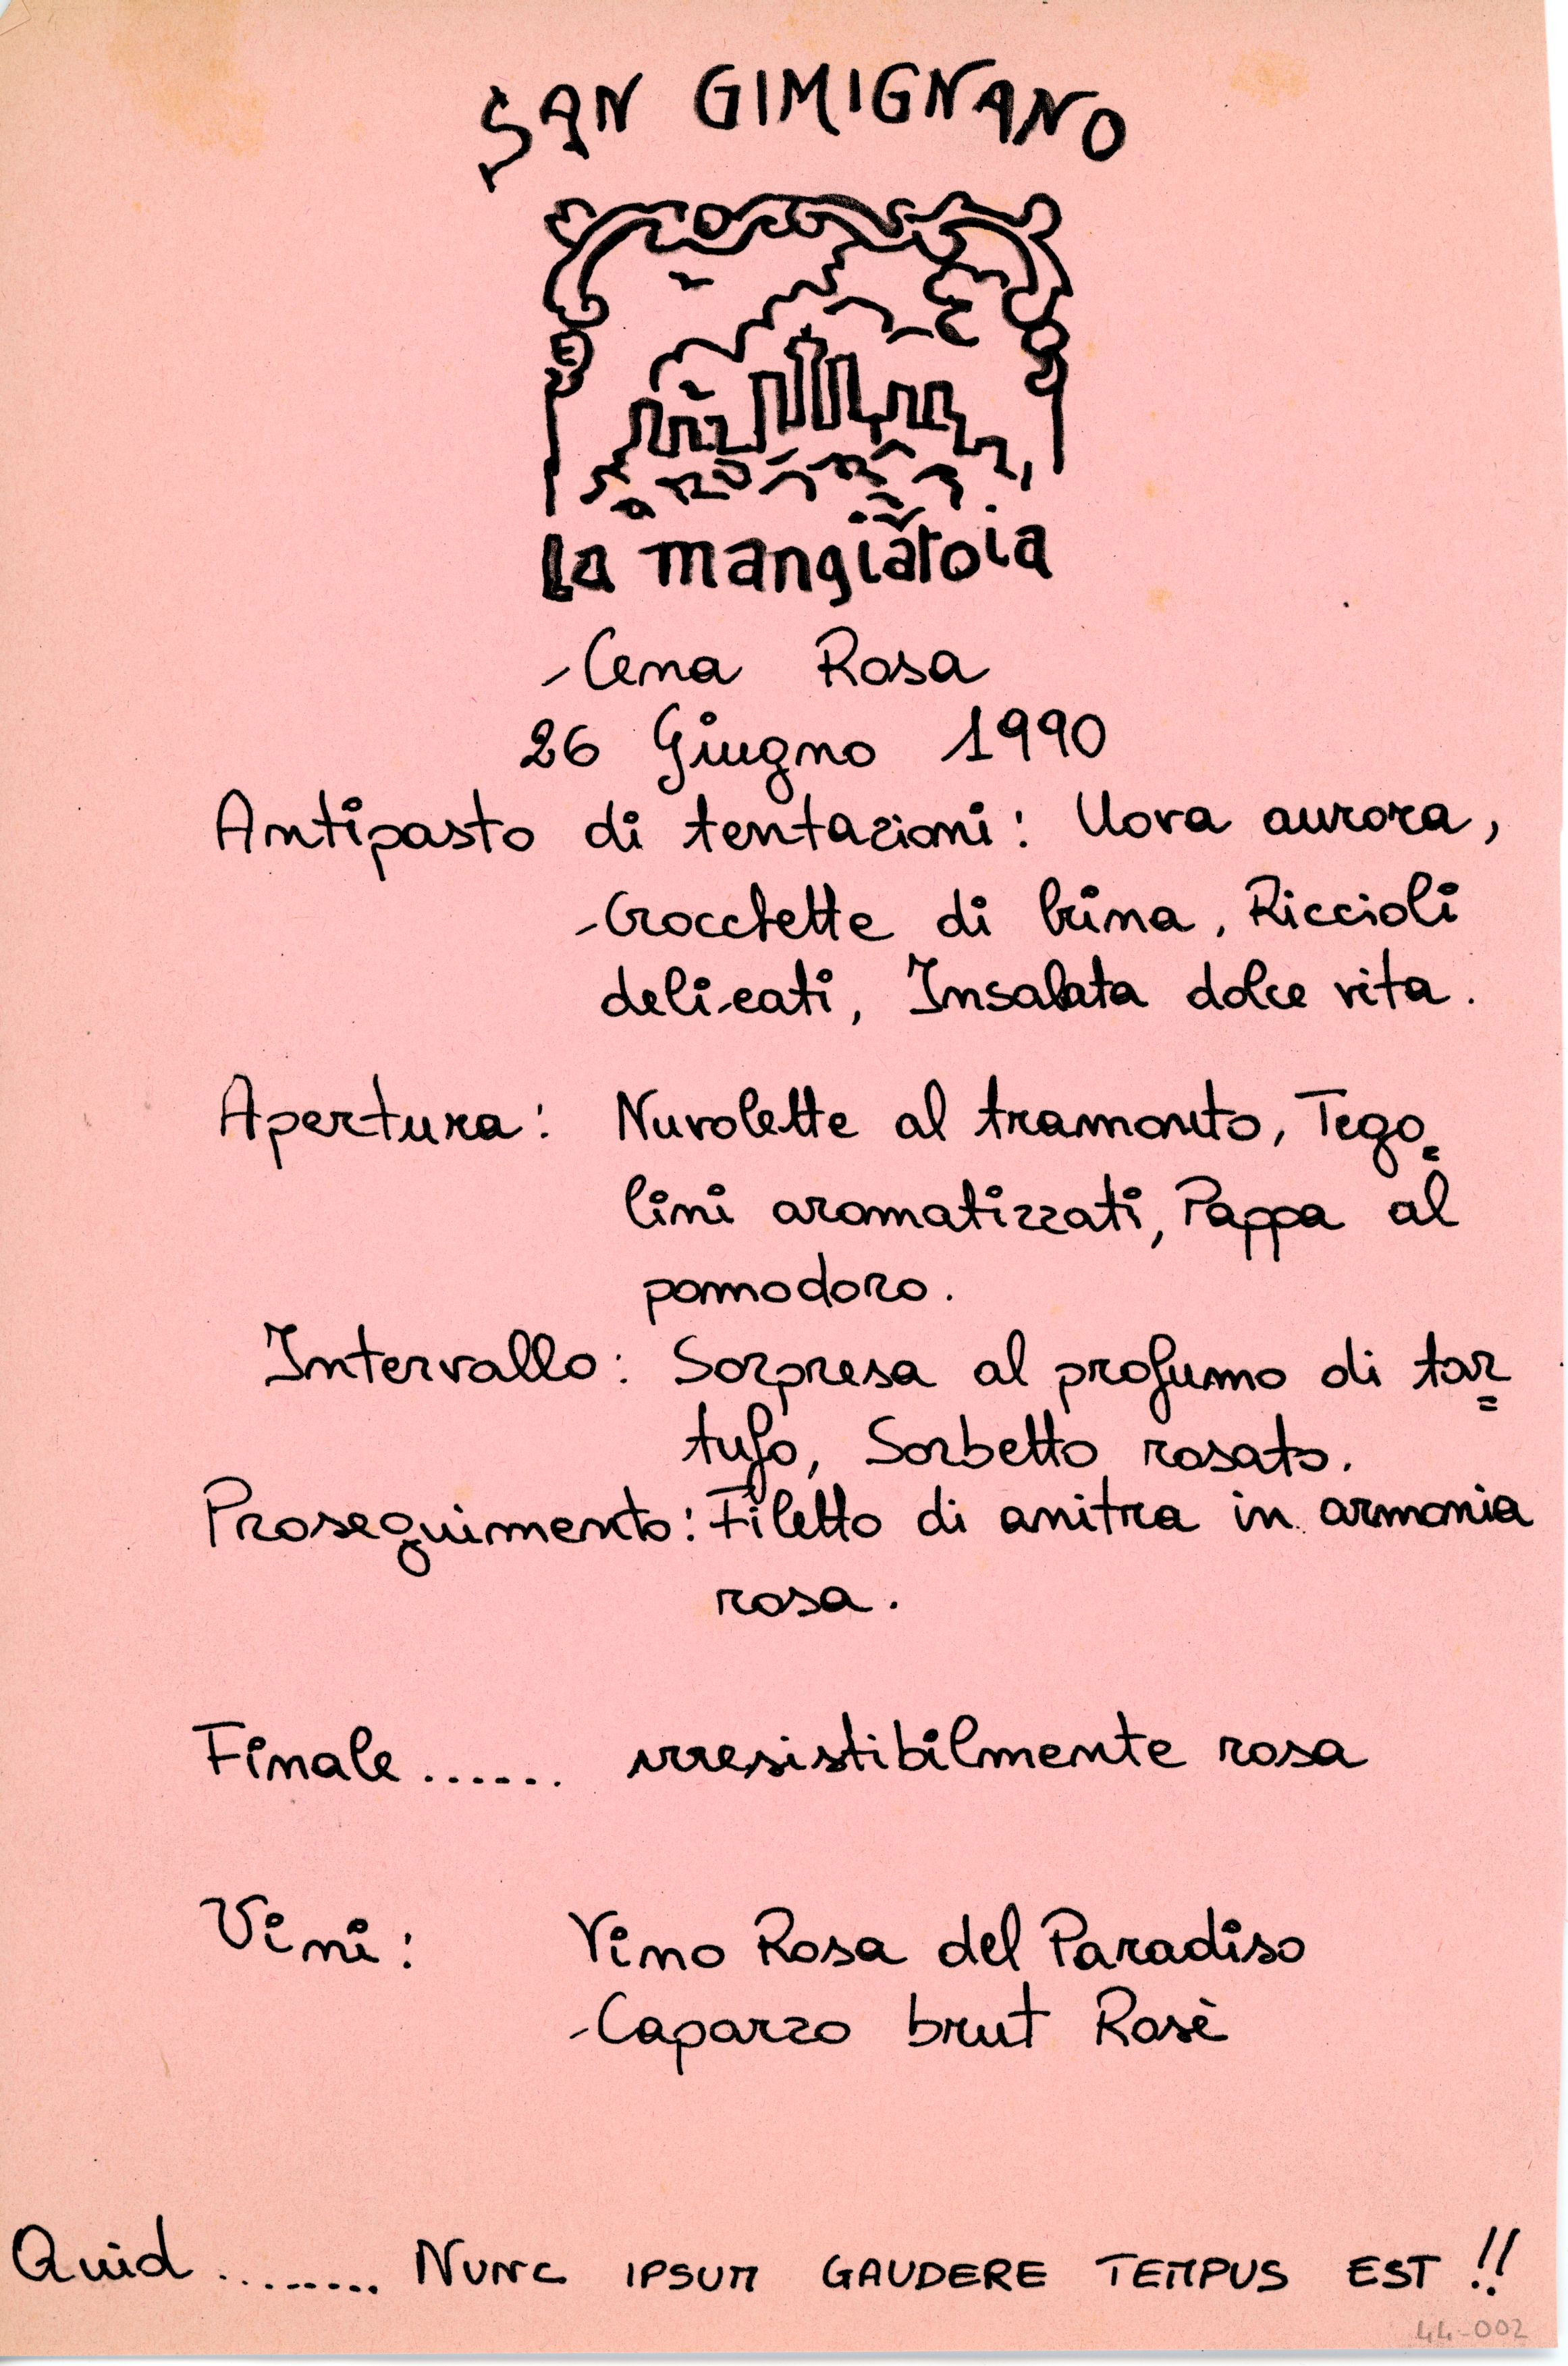 SAN GIMIGNANO
la mangiatoia
Cena Rosa
26 Giugno 1990
Antipasto di tentazioni: Uova aurora,
Crocchette di brina, Riccioli
delicati, Insalata dolce vita.
Apertura: Nuvolette al tramonto, Tego=
lini aromatizzati, Pappa al
pomodoro.
Intervallo: Sorpresa al profumo di tar=
tufo, Sorbetto rosato.
Proseguimento: Filetto di anitra in armonia
rosa.
Finale...... irresistibilmente rosa
Vini: Vino Rosa del Paradiso
Caparzo brut Rosè
Quid ........ NUNC IPSUM GAUDERE TEMPUS EST !!
44-002